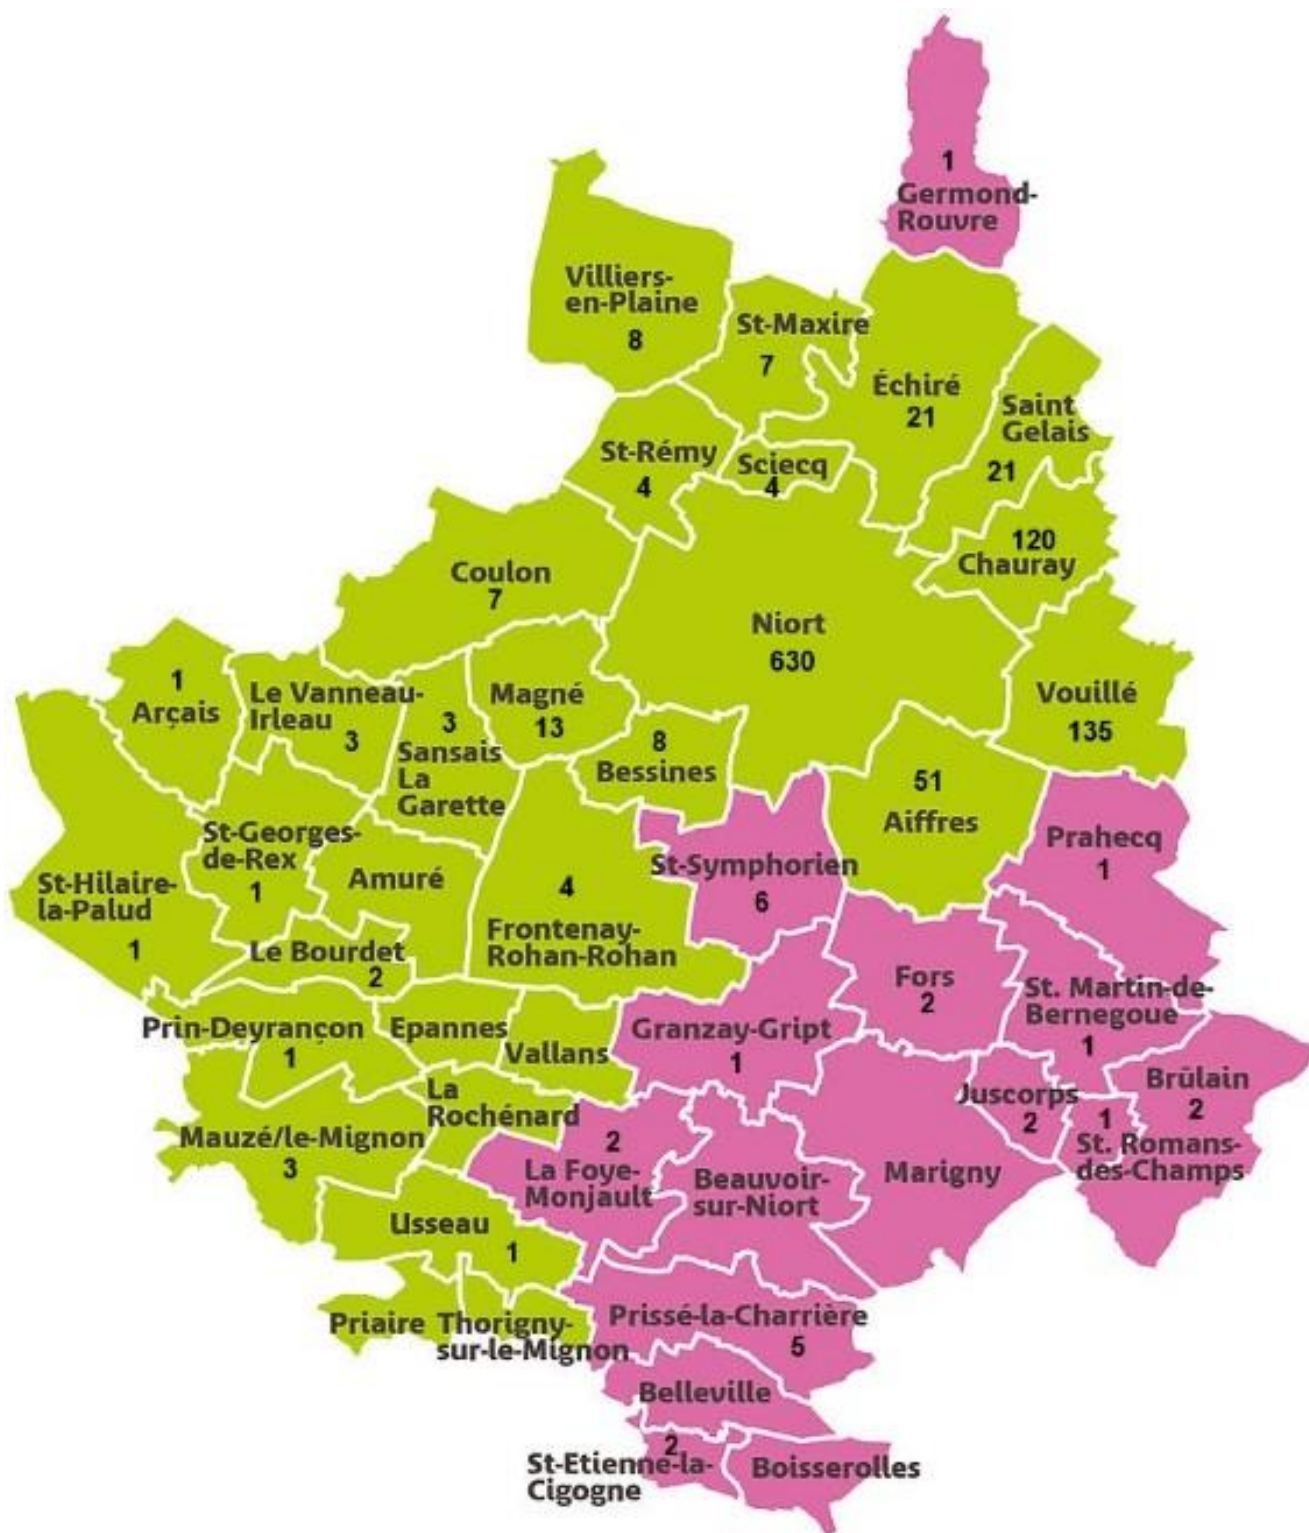 1
Germond-
Rouvre
Villiers-
en-Plaine
8
St-Maxire
7
Échiré
21
Saint
Gelais
21
St-Rémy
4
Sciecq
4
120
Chauray
Coulon
7
Niort
630
Vouillé
135
1
Arçais
Le Vanneau-
Irleau
3
3
Sansais
La
Garette
Magné
13
8
Bessines
51
Aiffres
Prahecq
1
St-Georges-
de-Rex
1
Amuré
St-Hilaire-
la-Palud
1
4
Frontenay-
Rohan-Rohan
St-Symphorien
6
Le Bourdet
2
Fors
2
St. Martin-de-
Bernegoue
1
Prin-Deyrançon
1
Epannes
Vallans
Granzay-Gript
1
Juscorps
2
Brûlain
2
1
St. Romans-
des-Champs
La
Rochénard
Mauzé/le-Mignon
3
2
La Foye-
Monjault
Beauvoir-
sur-Niort
Marigny
Usseau
1
Priaire
Thorigny-
sur-le-Mignon
Prissé-la-Charrière
5
Belleville
2
St-Etienne-la-
Cigogne
Boisserolles